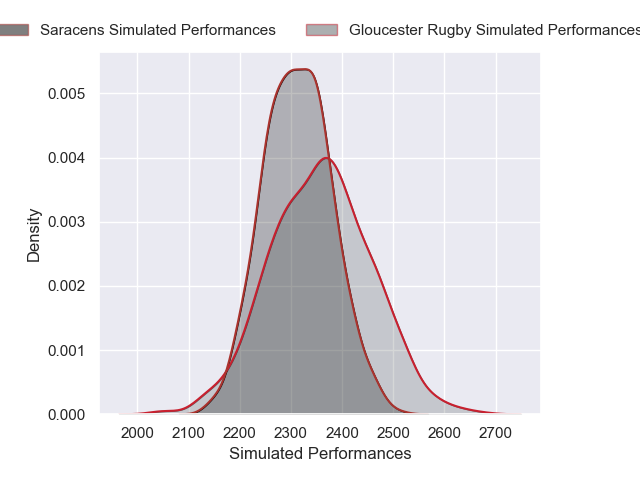 Saracens Simulated Performances Gloucester Rugby Simulated Performances
0.005
0.004
0.003
0.002
0.001
0.000
Density
2000 2100 2200 2300 2400 2500 2600 2700
Simulated Performances